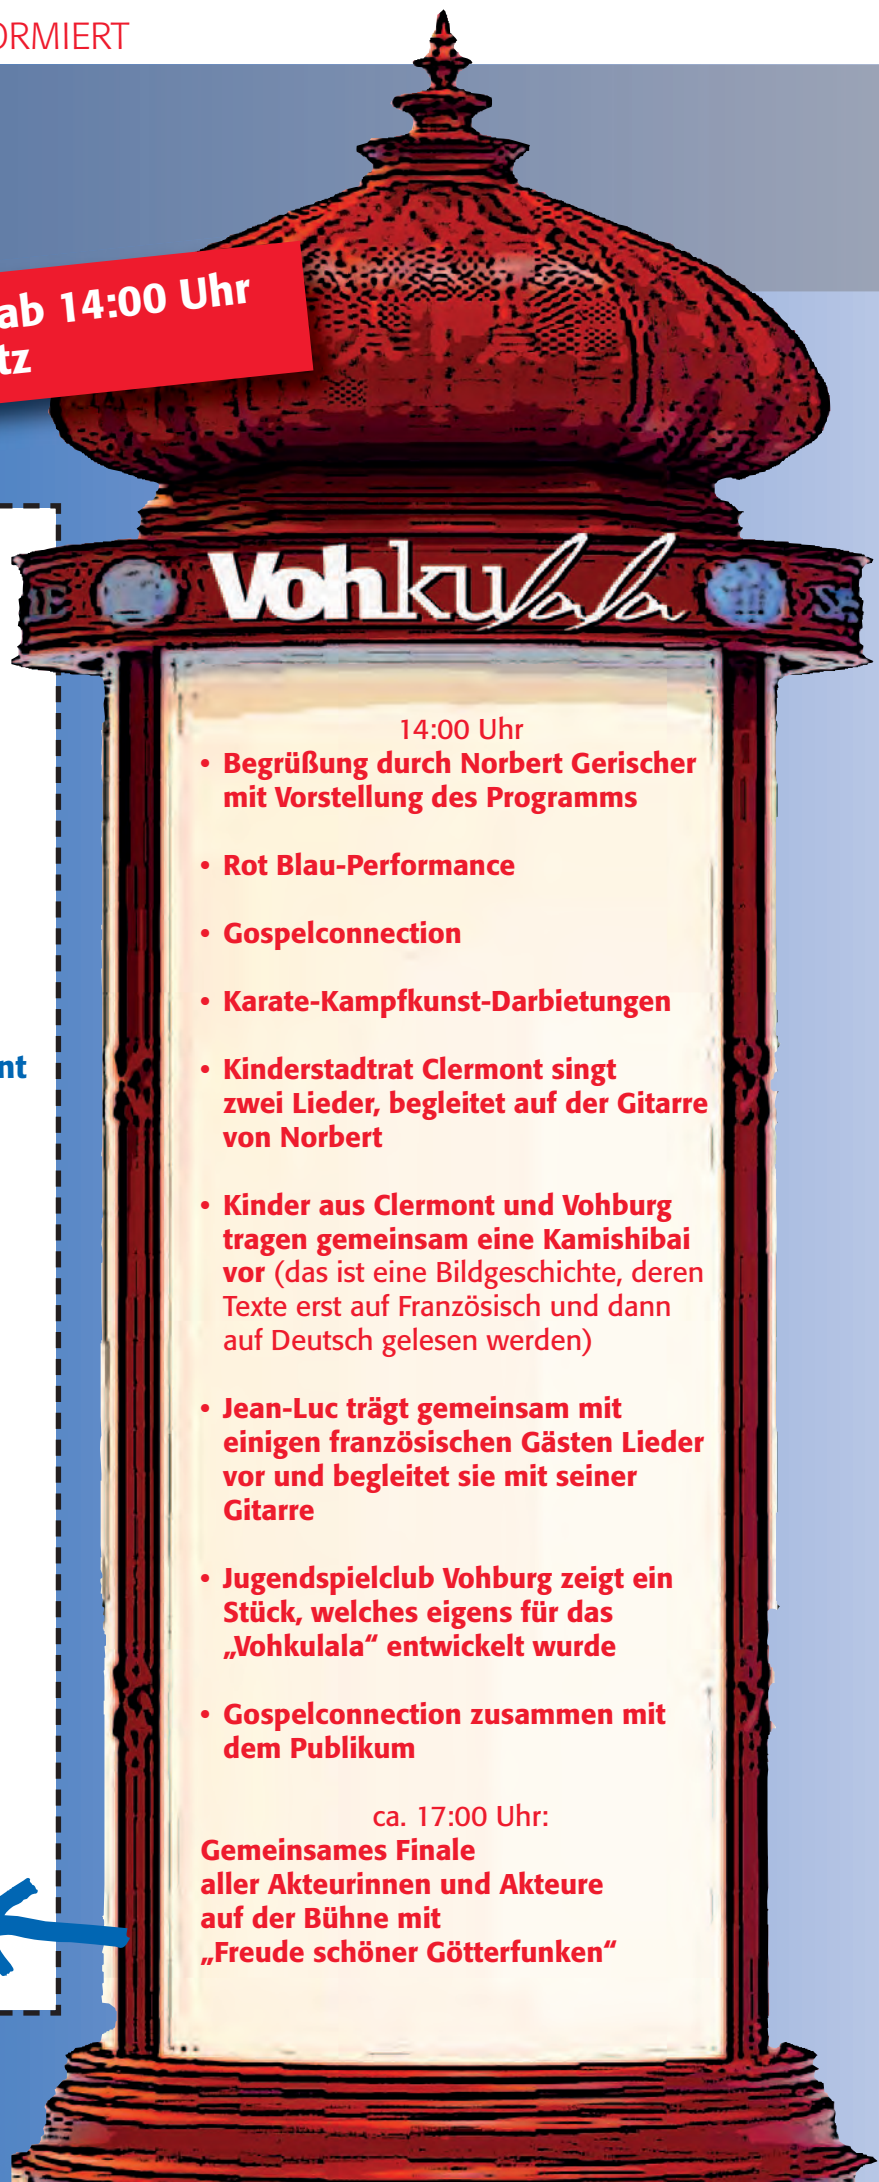 ORMIERT
ab 14:00 Uhr
tz
Vohkulala
nt
14:00 Uhr
• Begrüßung durch Norbert Gerischer
mit Vorstellung des Programms
• Rot Blau-Performance
• Gospelconnection
• Karate-Kampfkunst-Darbietungen
• Kinderstadtrat Clermont singt
zwei Lieder, begleitet auf der Gitarre
von Norbert
• Kinder aus Clermont und Vohburg
tragen gemeinsam eine Kamishibai
vor (das ist eine Bildgeschichte, deren
Texte erst auf Französisch und dann
auf Deutsch gelesen werden)
• Jean-Luc trägt gemeinsam mit
einigen französischen Gästen Lieder
vor und begleitet sie mit seiner
Gitarre
• Jugendspielclub Vohburg zeigt ein
Stück, welches eigens für das
„Vohkulala“ entwickelt wurde
• Gospelconnection zusammen mit
dem Publikum
ca. 17:00 Uhr:
Gemeinsames Finale
aller Akteurinnen und Akteure
auf der Bühne mit
„Freude schöner Götterfunken“